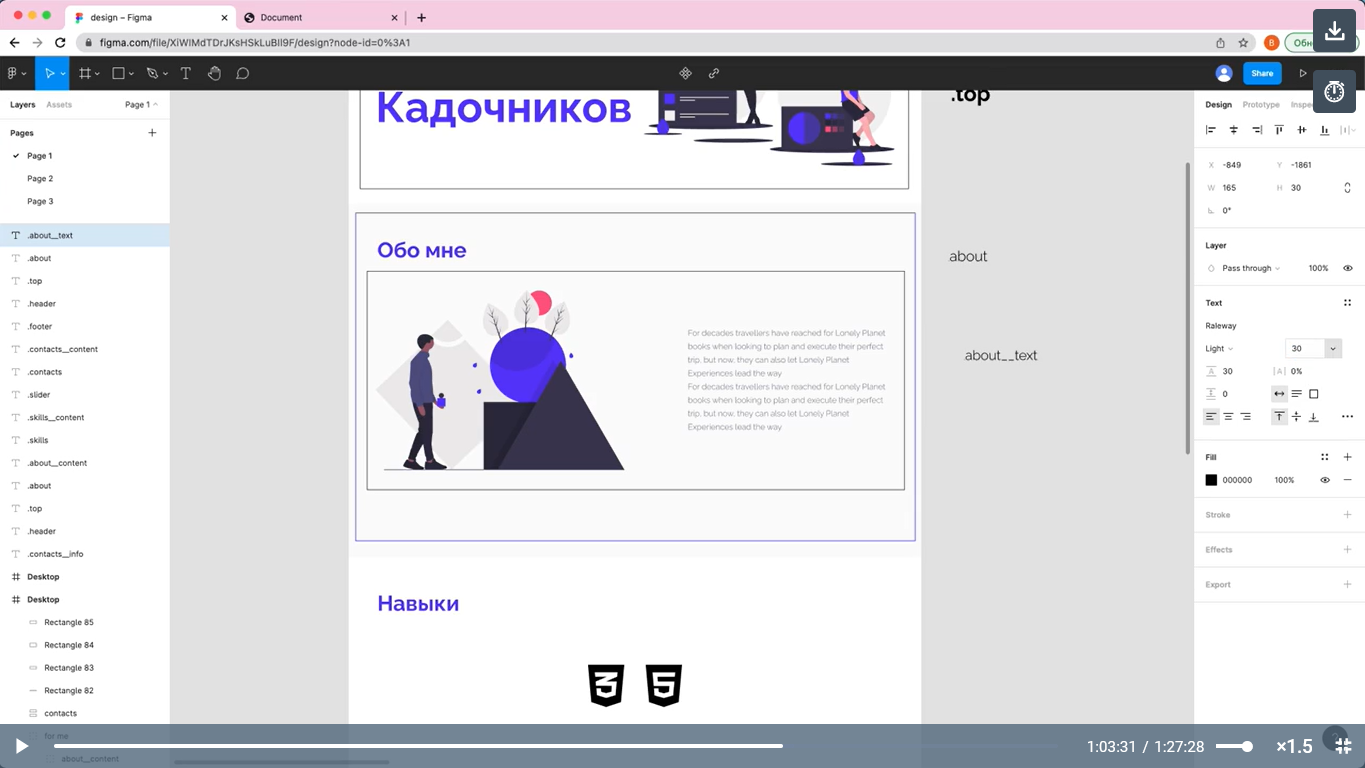 design – Figma
Document
figma.com/file/XiWIMdTDrJKsHSkLuBIl9F/design?node-id=0%3A1
B
Share
Layers
Assets
Page 1
Design
Prototype
Pages
Page 1
Page 2
Page 3
.about__text
.about
.top
.header
.footer
.contacts__content
.contacts
.slider
.skills__content
.skills
.about__content
.about
.top
.header
.contacts__info
Desktop
Desktop
Rectangle 85
Rectangle 84
Rectangle 83
Rectangle 82
contacts
for me
about__content
Кадочников
.top
Обо мне
about
For decades travellers have reached for Lonely Planet
books when looking to plan and execute their perfect
trip, but now, they can also let Lonely Planet
Experiences lead the way
For decades travellers have reached for Lonely Planet
books when looking to plan and execute their perfect
trip, but now, they can also let Lonely Planet
Experiences lead the way
about__text
Навыки
3
5
X -849 Y -1861
W 165 H 30
0°
Layer
Pass through 100%
Text
Raleway
Light 30
30 0%
0
Fill
000000 100%
Stroke
Effects
Export
1:03:31 / 1:27:28 ×1.5